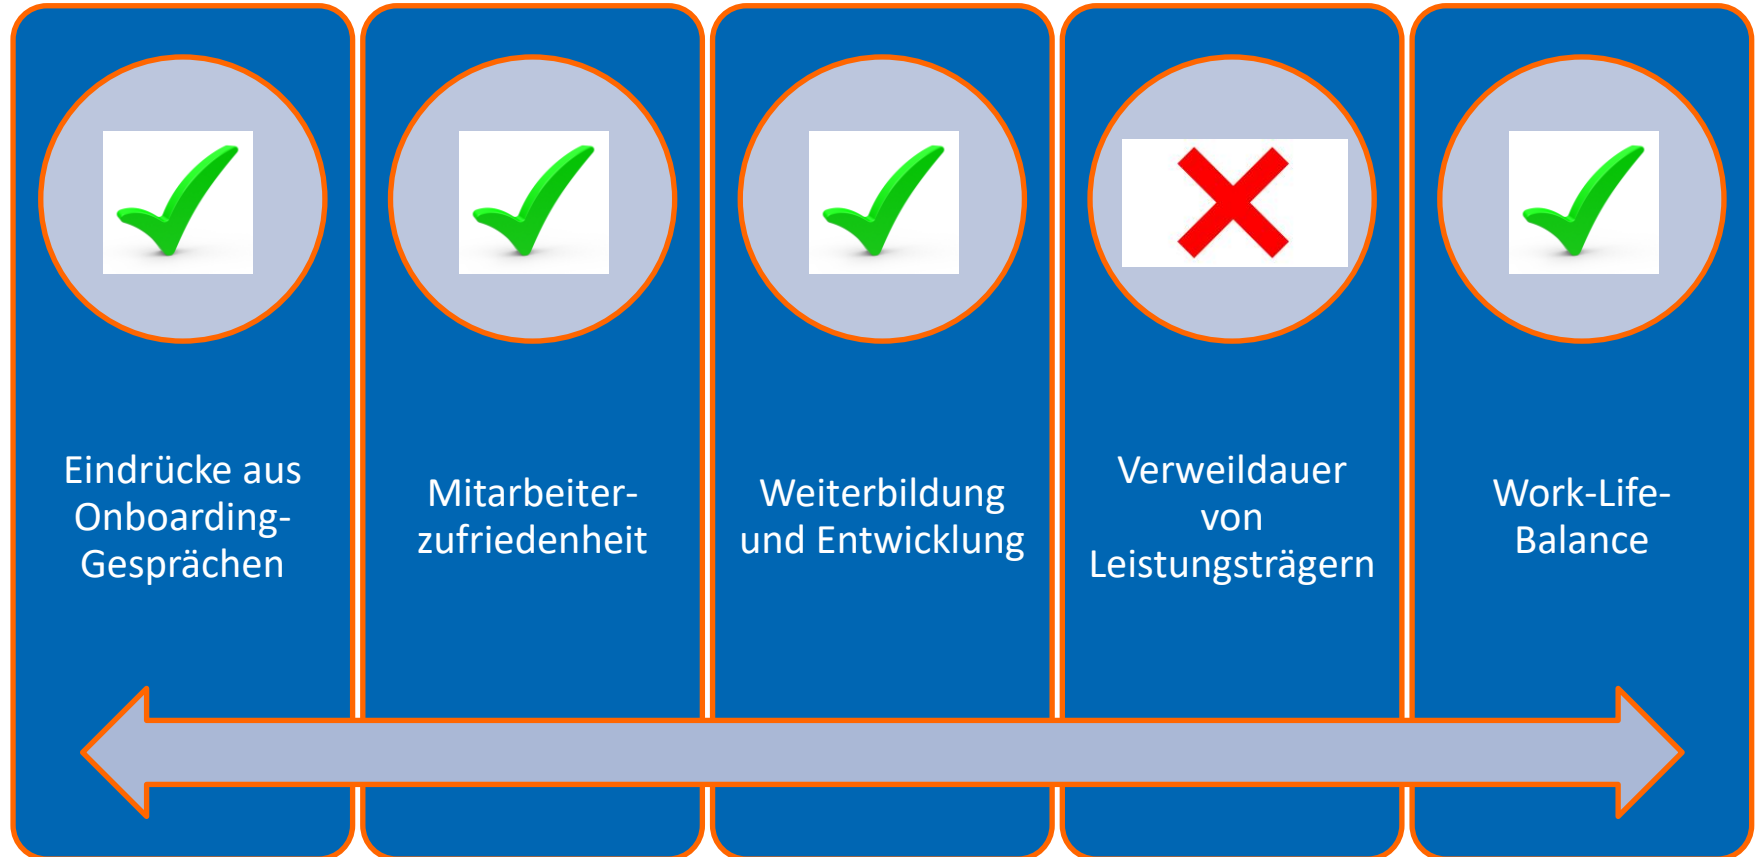 Eindrücke aus
Onboarding-
Gesprächen
Mitarbeiter-
zufriedenheit
Weiterbildung
und Entwicklung
Verweildauer
von
Leistungsträgern
Work-Life-
Balance